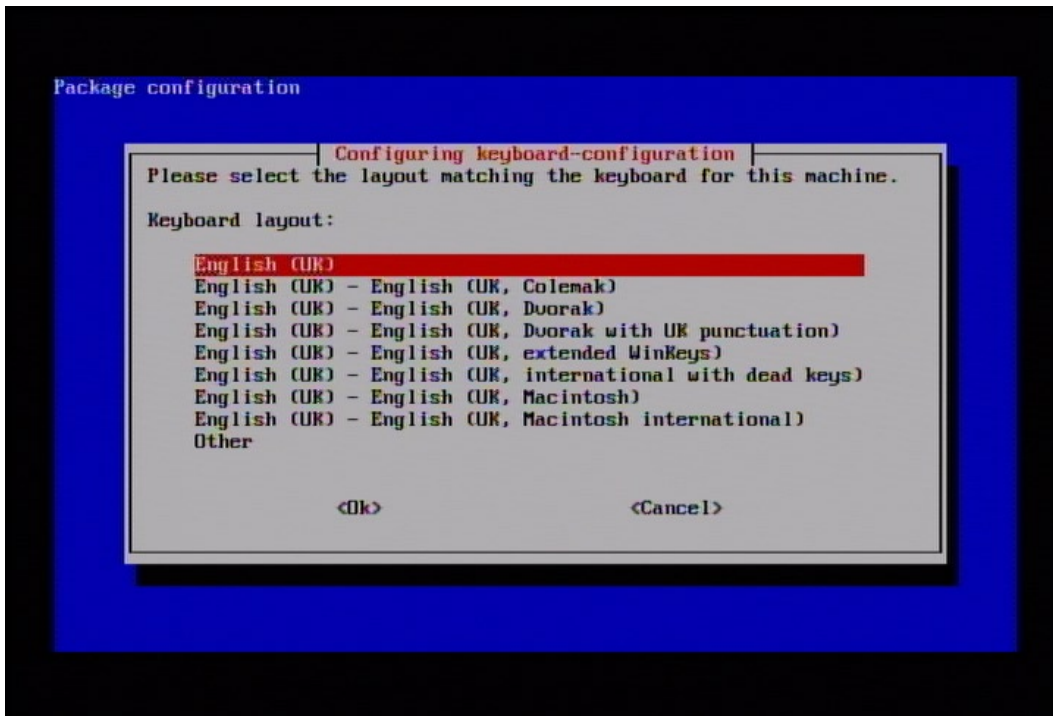 Package configuration
Configuring keyboard-configuration
Please select the layout matching the keyboard for this machine.
Keyboard layout:
English (UK)
English (UK) - English (UK, Colemak)
English (UK) - English (UK, Dvorak)
English (UK) - English (UK, Dvorak with UK punctuation)
English (UK) - English (UK, extended WinKeys)
English (UK) - English (UK, international with dead keys)
English (UK) - English (UK, Macintosh)
English (UK) - English (UK, Macintosh international)
Other
<Ok> <Cancel>